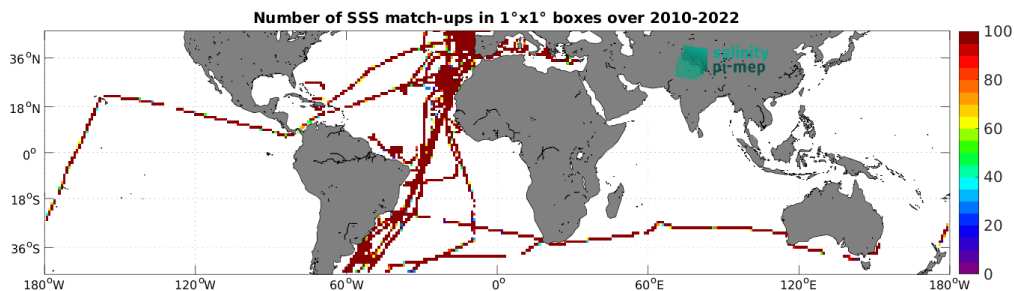 Number of SSS match-ups in 1°x1° boxes over 2010-2022
salinity
pi-mep
36°N
18°N
0°
18°S
36°S
180°W
120°W
60°W
0°
60°E
120°E
180°W
100
80
60
40
20
0